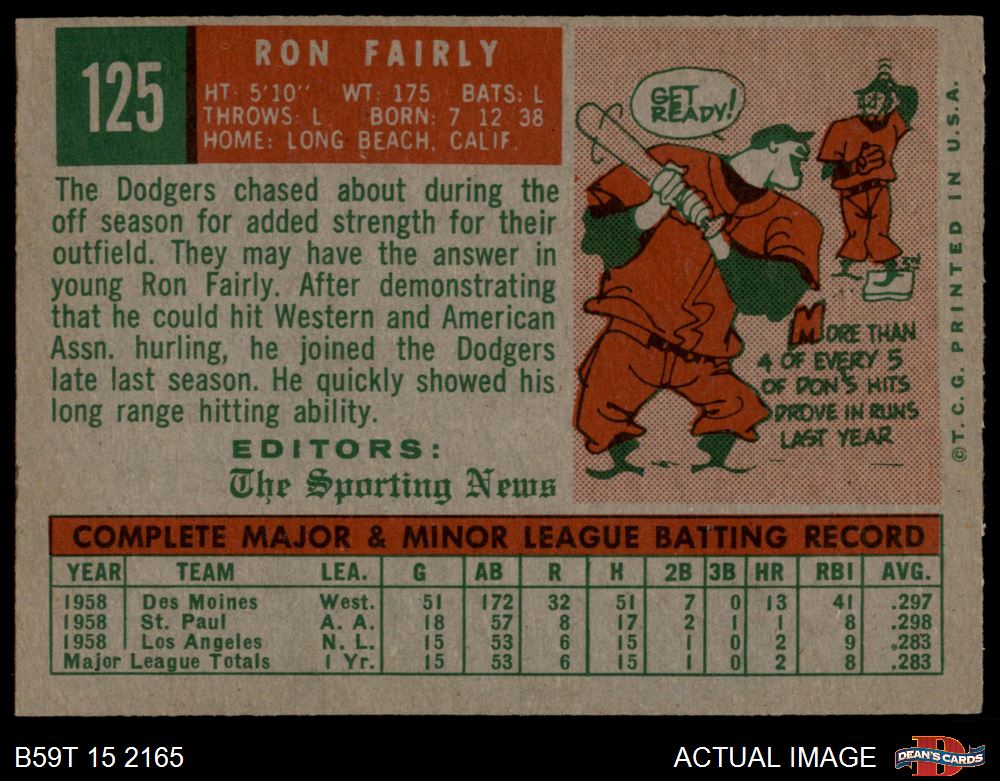 125
RON FAIRLY
HT: 5'10" WT: 175 BATS: L
THROWS: L BORN: 7 12 38
HOME: LONG BEACH, CALIF.
The Dodgers chased about during the
off season for added strength for their
outfield. They may have the answer in
young Ron Fairly. After demonstrating
that he could hit Western and American
Assn. hurling, he joined the Dodgers
late last season. He quickly showed his
long range hitting ability.
EDITORS:
The Sporting News
GET
READY!
3RD
MORE THAN
4 OF EVERY 5
OF RON'S HITS
DROVE IN RUNS
LAST YEAR
©T. C. G. PRINTED IN U.S.A.
COMPLETE MAJOR & MINOR LEAGUE BATTING RECORD
YEAR TEAM LEA. G AB R H 2B 3B HR RBI AVG.
1958 Des Moines West. 51 172 32 51 7 0 13 41 .297
1958 St. Paul A. A. 18 57 8 17 2 1 1 8 .298
1958 Los Angeles N. L. 15 53 6 15 1 0 2 9 .283
Major League Totals 1 Yr. 15 53 6 15 1 0 2 8 .283
B59T 15 2165
ACTUAL IMAGE
D
DEAN'S CARDS